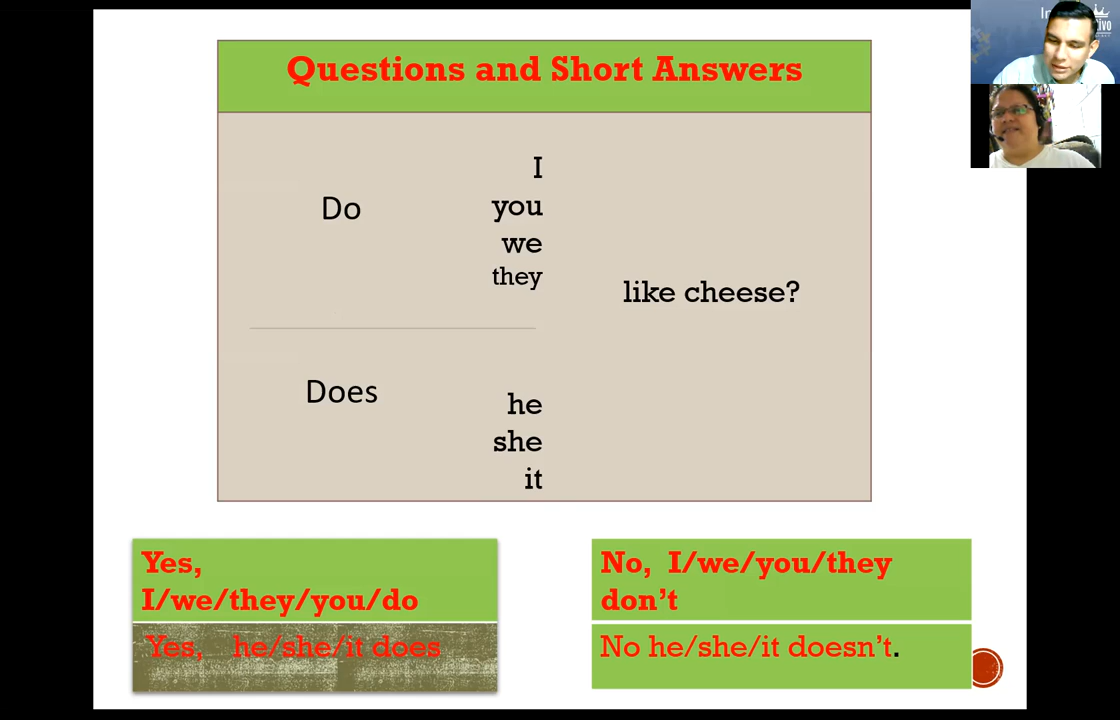 Questions and Short Answers
Do
I
you
we
they
like cheese?
Does
he
she
it
Yes,
I/we/they/you/do
Yes, he/she/it does
No, I/we/you/they
don't
No he/she/it doesn't.